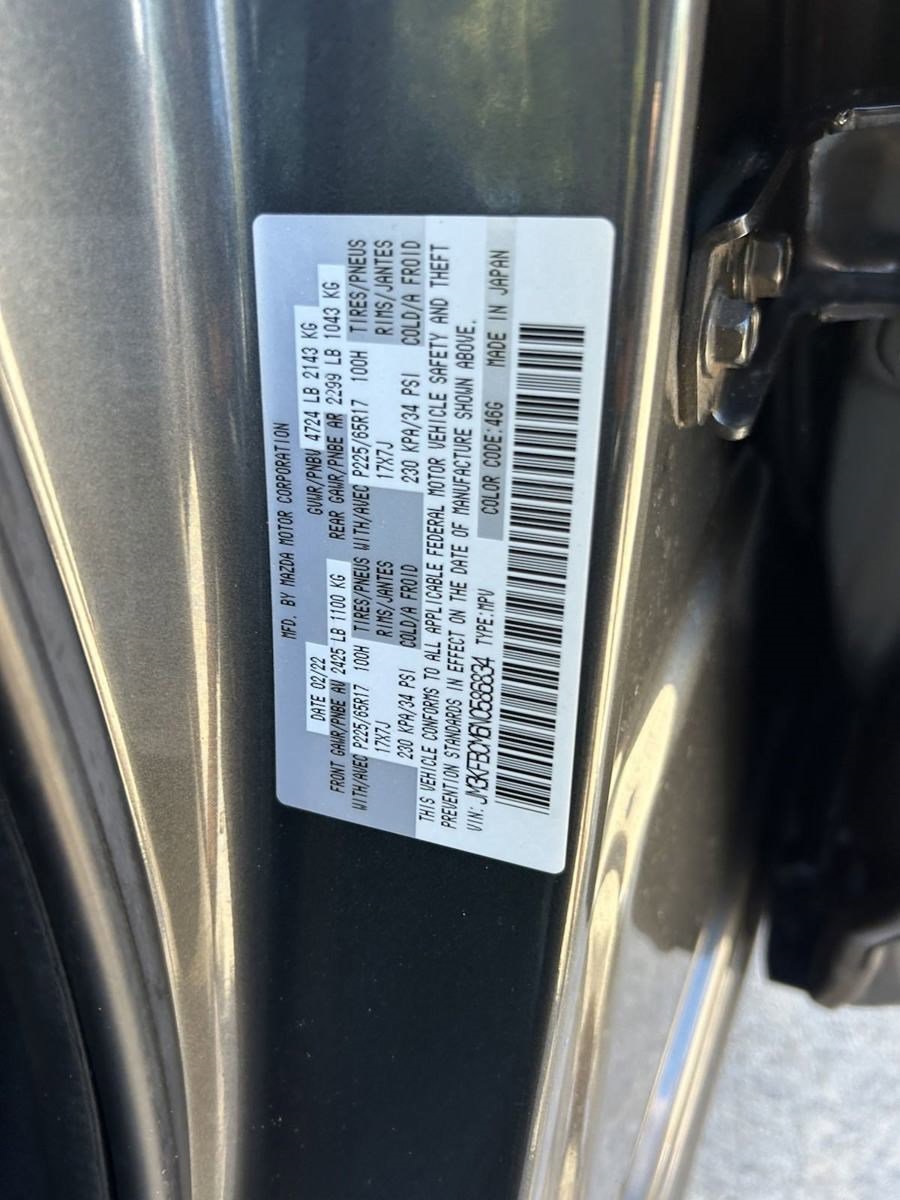 MFD. BY MAZDA MOTOR CORPORATION
DATE 02/22 GVWR/PNBV 4724 LB 2143 KG
FRONT GAWR/PNBE AV 2425 LB 1100 KG REAR GAWR/PNBE AR 2299 LB 1043 KG
WITH/AVEC P225/65R17 100H TIRES/PNEUS WITH/AVEC P225/65R17 100H TIRES/PNEUS
17X7J RIMS/JANTES 17X7J RIMS/JANTES
230 KPA/34 PSI COLD/A FROID 230 KPA/34 PSI COLD/A FROID
THIS VEHICLE CONFORMS TO ALL APPLICABLE FEDERAL MOTOR VEHICLE SAFETY AND THEFT
PREVENTION STANDARDS IN EFFECT ON THE DATE OF MANUFACTURE SHOWN ABOVE.
VIN: JM3KFBCM6N0586834 TYPE:MPV COLOR CODE:46G MADE IN JAPAN